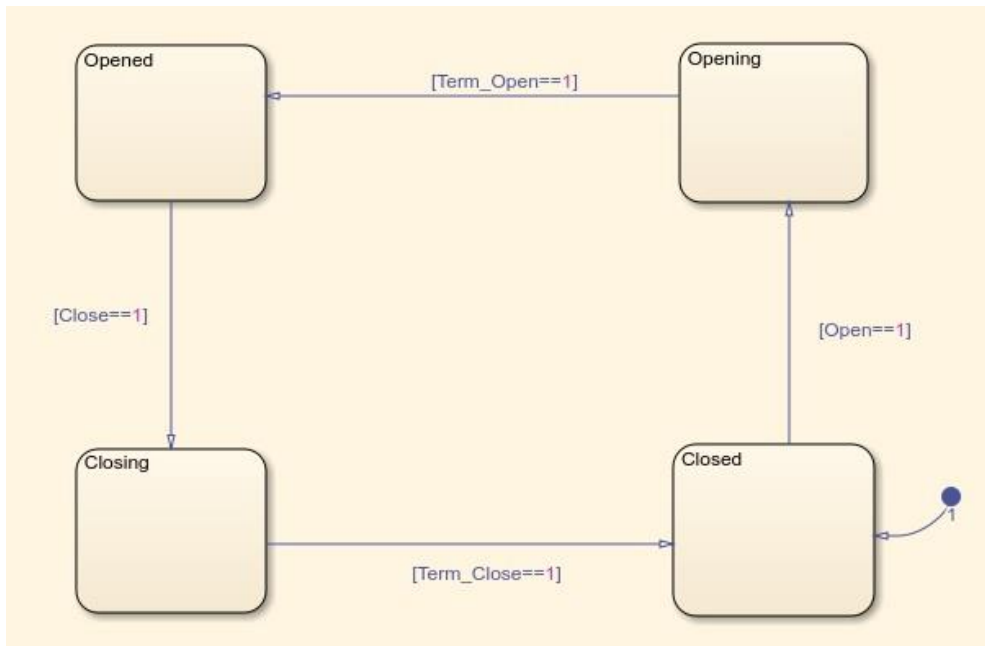 Opened
Opening
[Term_Open==1]
[Close==1]
[Open==1]
Closing
Closed
1
[Term_Close==1]